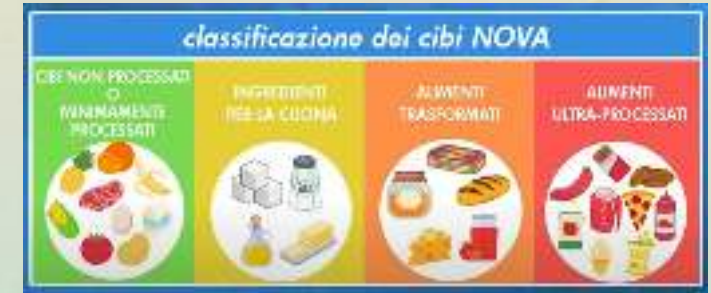 classificazione dei cibi NOVA
CIBI NON PROCESSATI
O
MINIMAMENTE
PROCESSATI
INGREDIENTI
PER LA CUCINA
ALIMENTI
TRASFORMATI
ALIMENTI
ULTRA-PROCESSATI